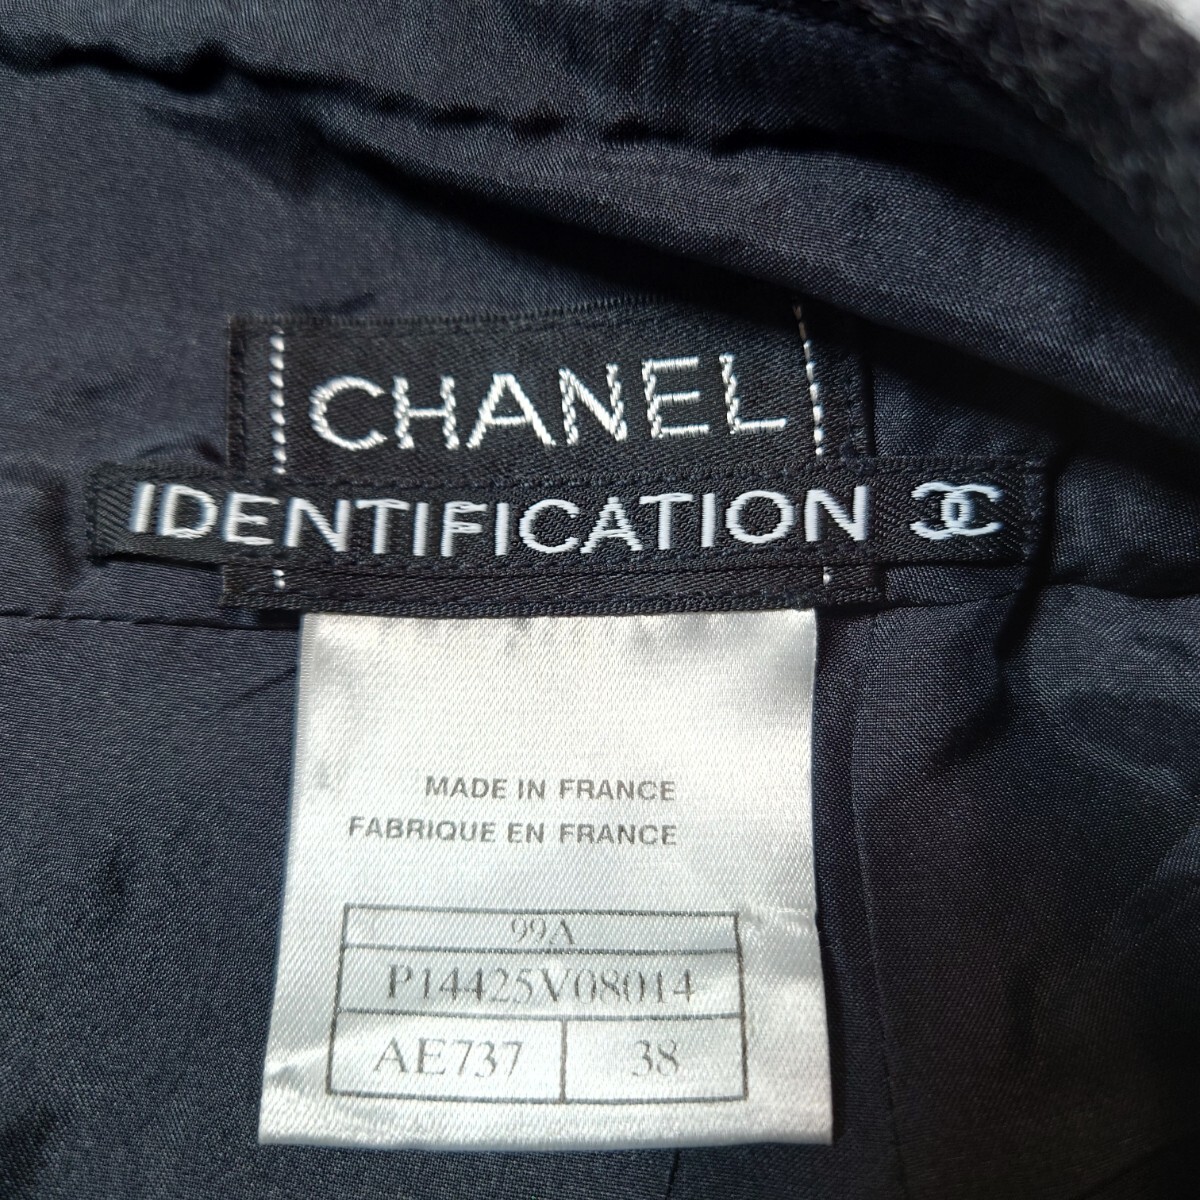 CHANEL
IDENTIFICATION
MADE IN FRANCE
FABRIQUE EN FRANCE
99A
P14425V08014
AE737 38